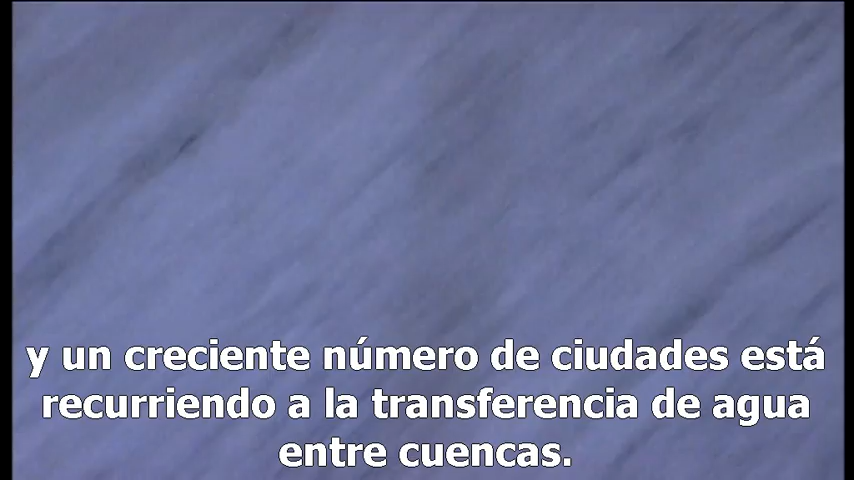 y un creciente número de ciudades está
recurriendo a la transferencia de agua
entre cuencas.